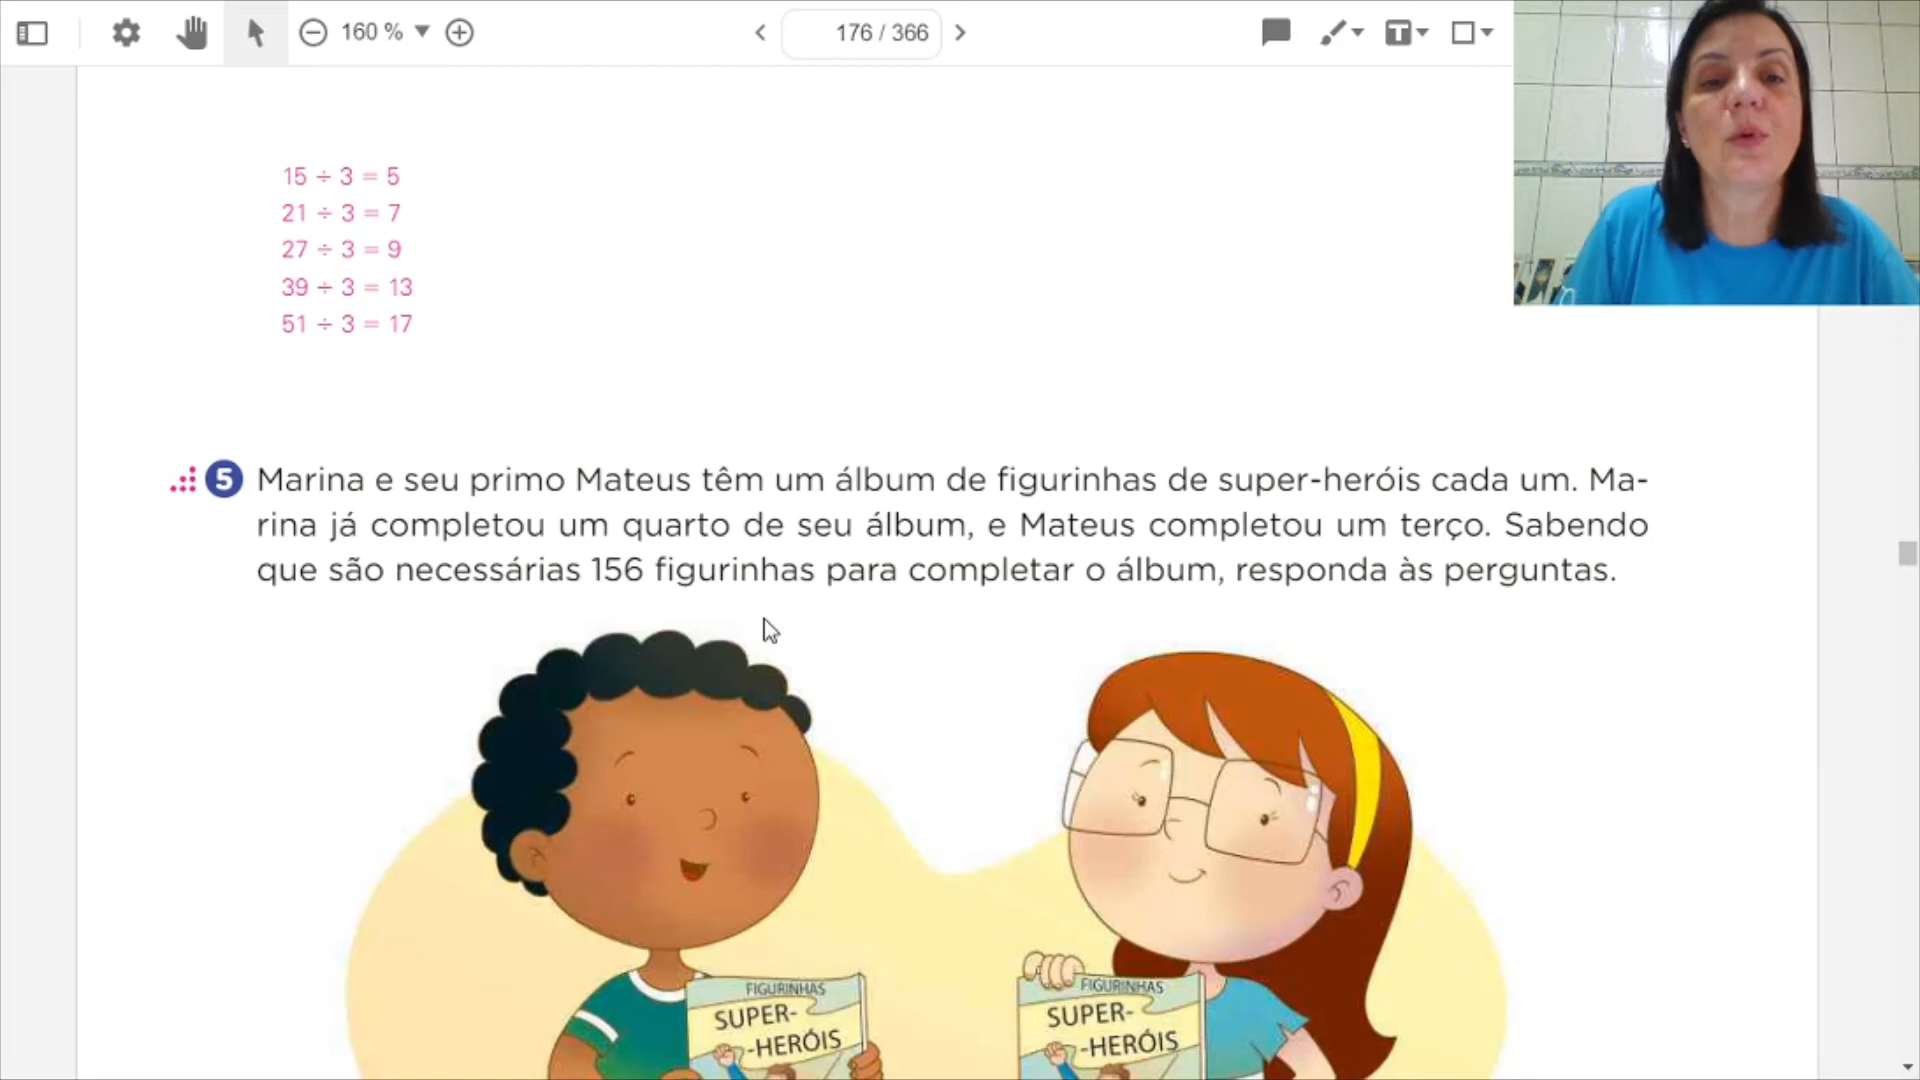 160 %
176 / 366
15 ÷ 3 = 5
21 ÷ 3 = 7
27 ÷ 3 = 9
39 ÷ 3 = 13
51 ÷ 3 = 17
5 Marina e seu primo Mateus têm um álbum de figurinhas de super-heróis cada um. Ma-
rina já completou um quarto de seu álbum, e Mateus completou um terço. Sabendo
que são necessárias 156 figurinhas para completar o álbum, responda às perguntas.
FIGURINHAS
SUPER-
-HERÓIS
FIGURINHAS
SUPER-
-HERÓIS